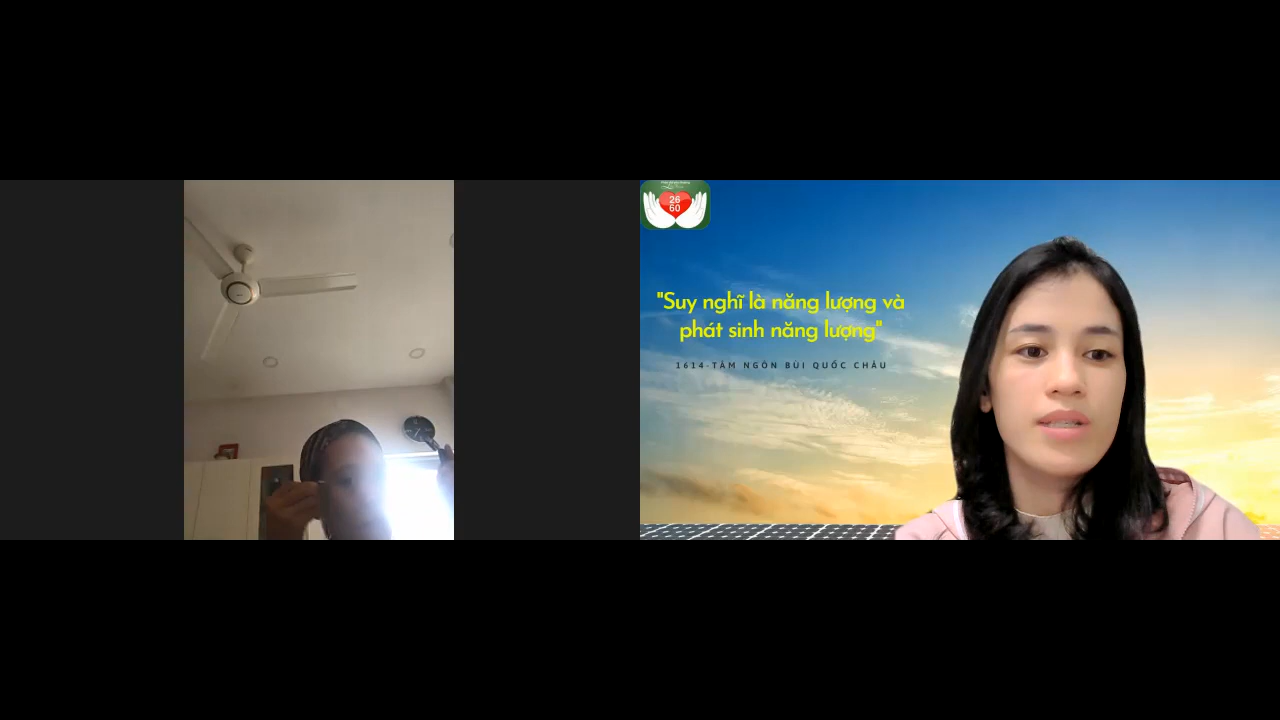 26
60
"Suy nghĩ là năng lượng và
phát sinh năng lượng"
1614-TÂM NGÔN BÙI QUỐC CHÂU